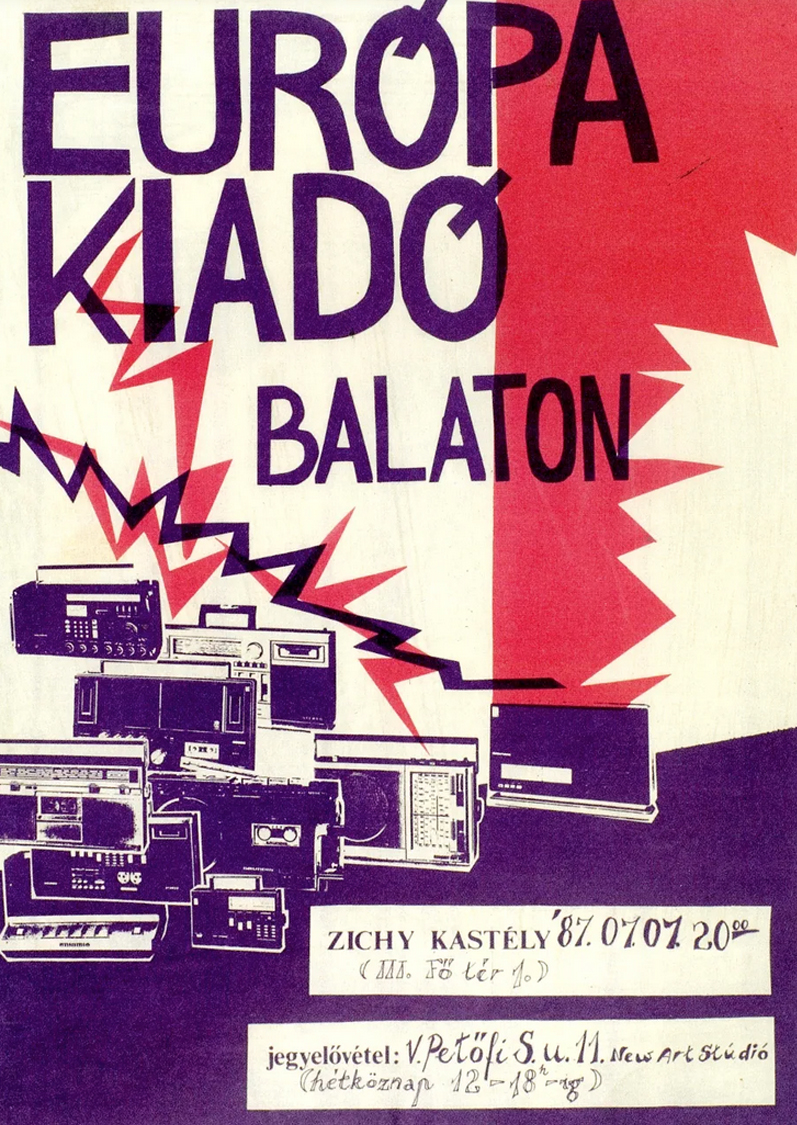 EURÓPA
KIADÓ
BALATON
ZICHY KASTÉLY '87. 07 07. 20⁰⁰
(III. Fő tér 1.)
jegyelővétel: V. Petőfi S. u. 11. New Art Stúdió
(hétköznap 12-18ʰ-ig)